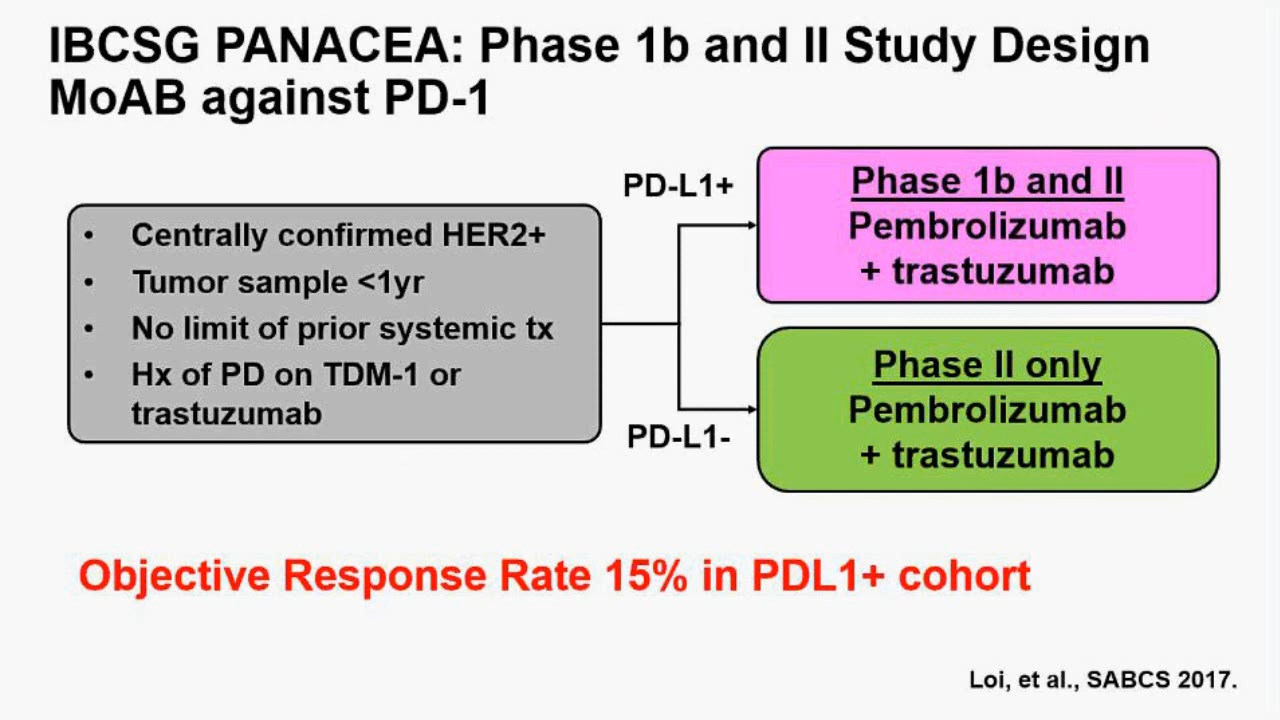 IBCSG PANACEA: Phase 1b and II Study Design
MoAB against PD-1
• Centrally confirmed HER2+
• Tumor sample <1yr
• No limit of prior systemic tx
• Hx of PD on TDM-1 or
trastuzumab
PD-L1+
Phase 1b and II
Pembrolizumab
+ trastuzumab
PD-L1-
Phase II only
Pembrolizumab
+ trastuzumab
Objective Response Rate 15% in PDL1+ cohort
Loi, et al., SABCS 2017.